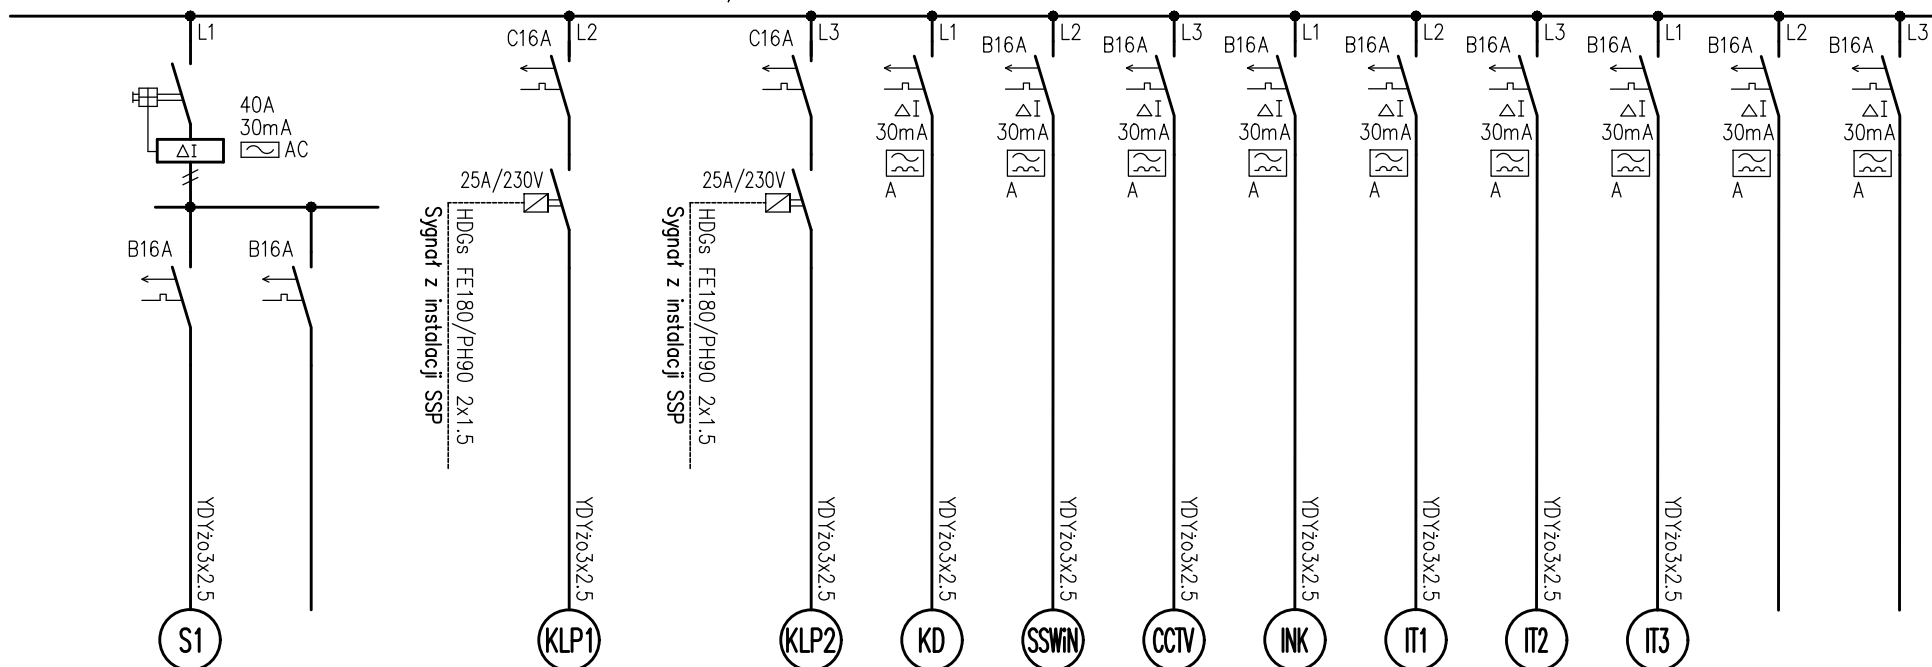 L1
L2
L3
L1
L2
L3
L1
L2
L3
L1
L2
L3
C16A
C16A
B16A
B16A
B16A
B16A
B16A
B16A
B16A
B16A
40A
30mA
AC
ΔI
ΔI
ΔI
ΔI
ΔI
ΔI
ΔI
ΔI
ΔI
ΔI
30mA
30mA
30mA
30mA
30mA
30mA
30mA
30mA
30mA
A
A
A
A
A
A
A
A
A
25A/230V
25A/230V
HDGs FE180/PH90 2x1.5
Sygnał z instalacji SSP
HDGs FE180/PH90 2x1.5
Sygnał z instalacji SSP
B16A
B16A
YDYżo3x2.5
YDYżo3x2.5
YDYżo3x2.5
YDYżo3x2.5
YDYżo3x2.5
YDYżo3x2.5
YDYżo3x2.5
YDYżo3x2.5
YDYżo3x2.5
YDYżo3x2.5
S1
KLP1
KLP2
KD
SSWiN
CCTV
INK
IT1
IT2
IT3